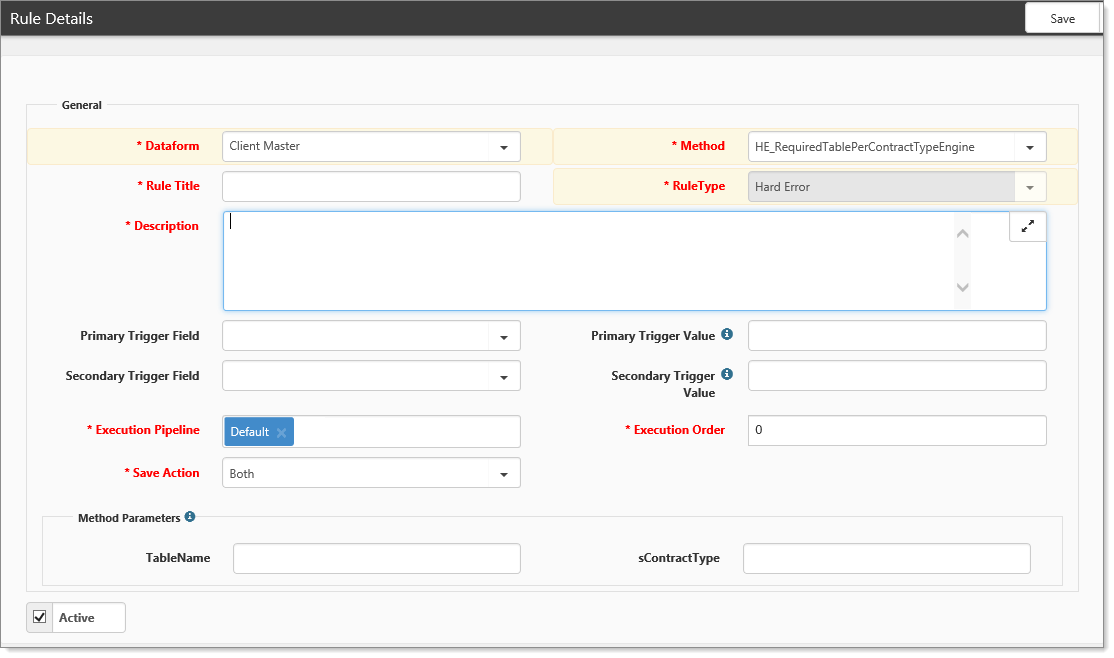 Rule Details
Save
General
* Dataform
Client Master
* Method
HE_RequiredTablePerContractTypeEngine
* Rule Title
* RuleType
Hard Error
* Description
Primary Trigger Field
Primary Trigger Value
Secondary Trigger Field
Secondary Trigger
Value
* Execution Pipeline
Default
* Execution Order
0
* Save Action
Both
Method Parameters
TableName
sContractType
Active